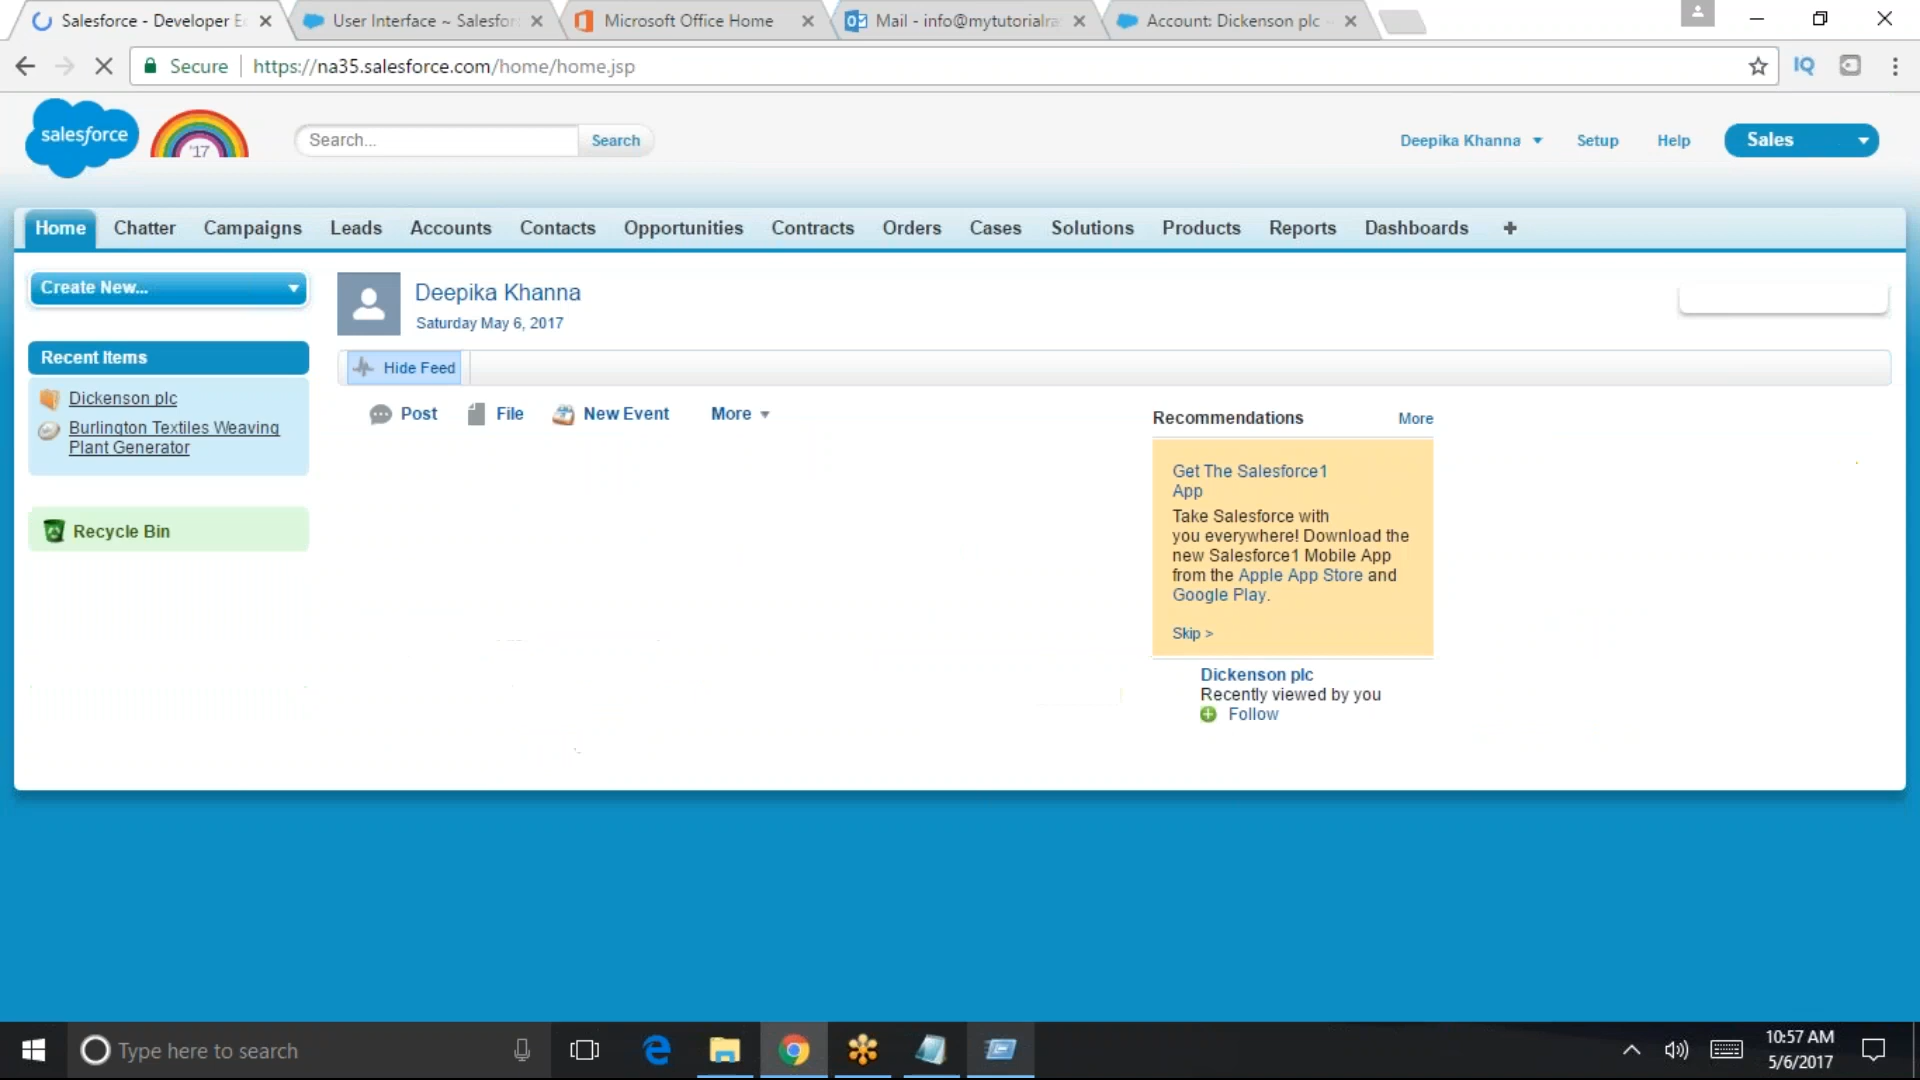 Salesforce - Developer E
User Interface ~ Salesfor
Microsoft Office Home
Mail - info@mytutorialra
Account: Dickenson plc
Secure
https://na35.salesforce.com/home/home.jsp
IQ
salesforce
'17
Search...
Search
Deepika Khanna
Setup
Help
Sales
Home
Chatter
Campaigns
Leads
Accounts
Contacts
Opportunities
Contracts
Orders
Cases
Solutions
Products
Reports
Dashboards
Create New...
Recent Items
Dickenson plc
Burlington Textiles Weaving
Plant Generator
Recycle Bin
Deepika Khanna
Saturday May 6, 2017
Hide Feed
Post
File
New Event
More
Recommendations
More
Get The Salesforce1
App
Take Salesforce with
you everywhere! Download the
new Salesforce1 Mobile App
from the Apple App Store and
Google Play.
Skip >
Dickenson plc
Recently viewed by you
Follow
Type here to search
10:57 AM
5/6/2017